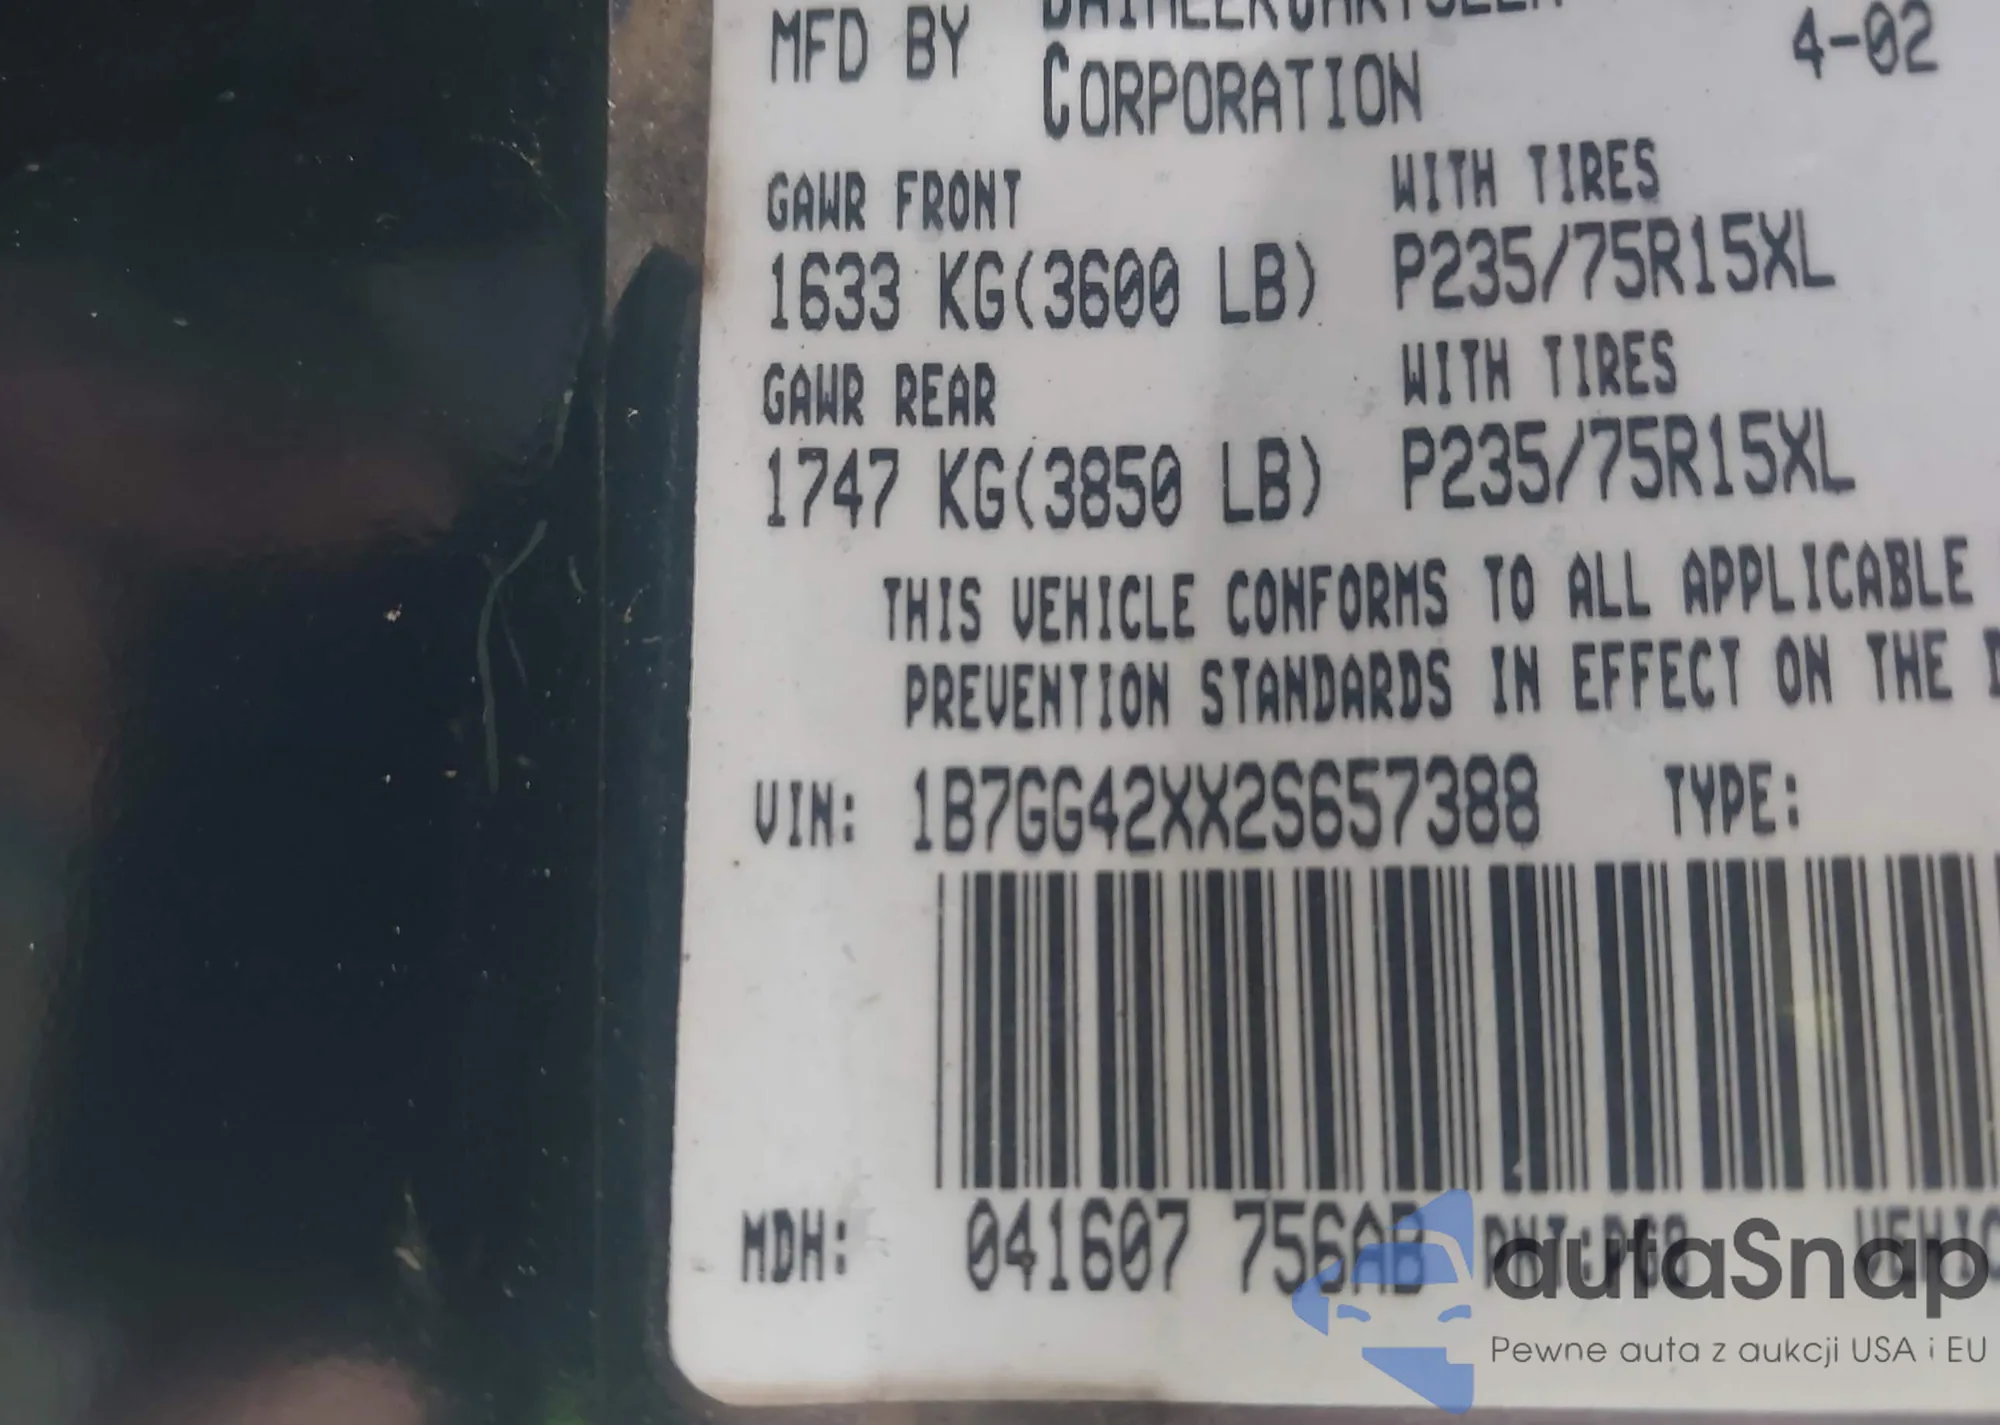 MFD BY DAIMLERCHRYSLER CORPORATION 4-02
GAWR FRONT WITH TIRES
1633 KG(3600 LB) P235/75R15XL
GAWR REAR WITH TIRES
1747 KG(3850 LB) P235/75R15XL
THIS VEHICLE CONFORMS TO ALL APPLICABLE
PREVENTION STANDARDS IN EFFECT ON THE
VIN: 1B7GG42XX2S657388 TYPE:
MDH: 041607 756AB
autaSnap
Pewne auta z aukcji USA i EU